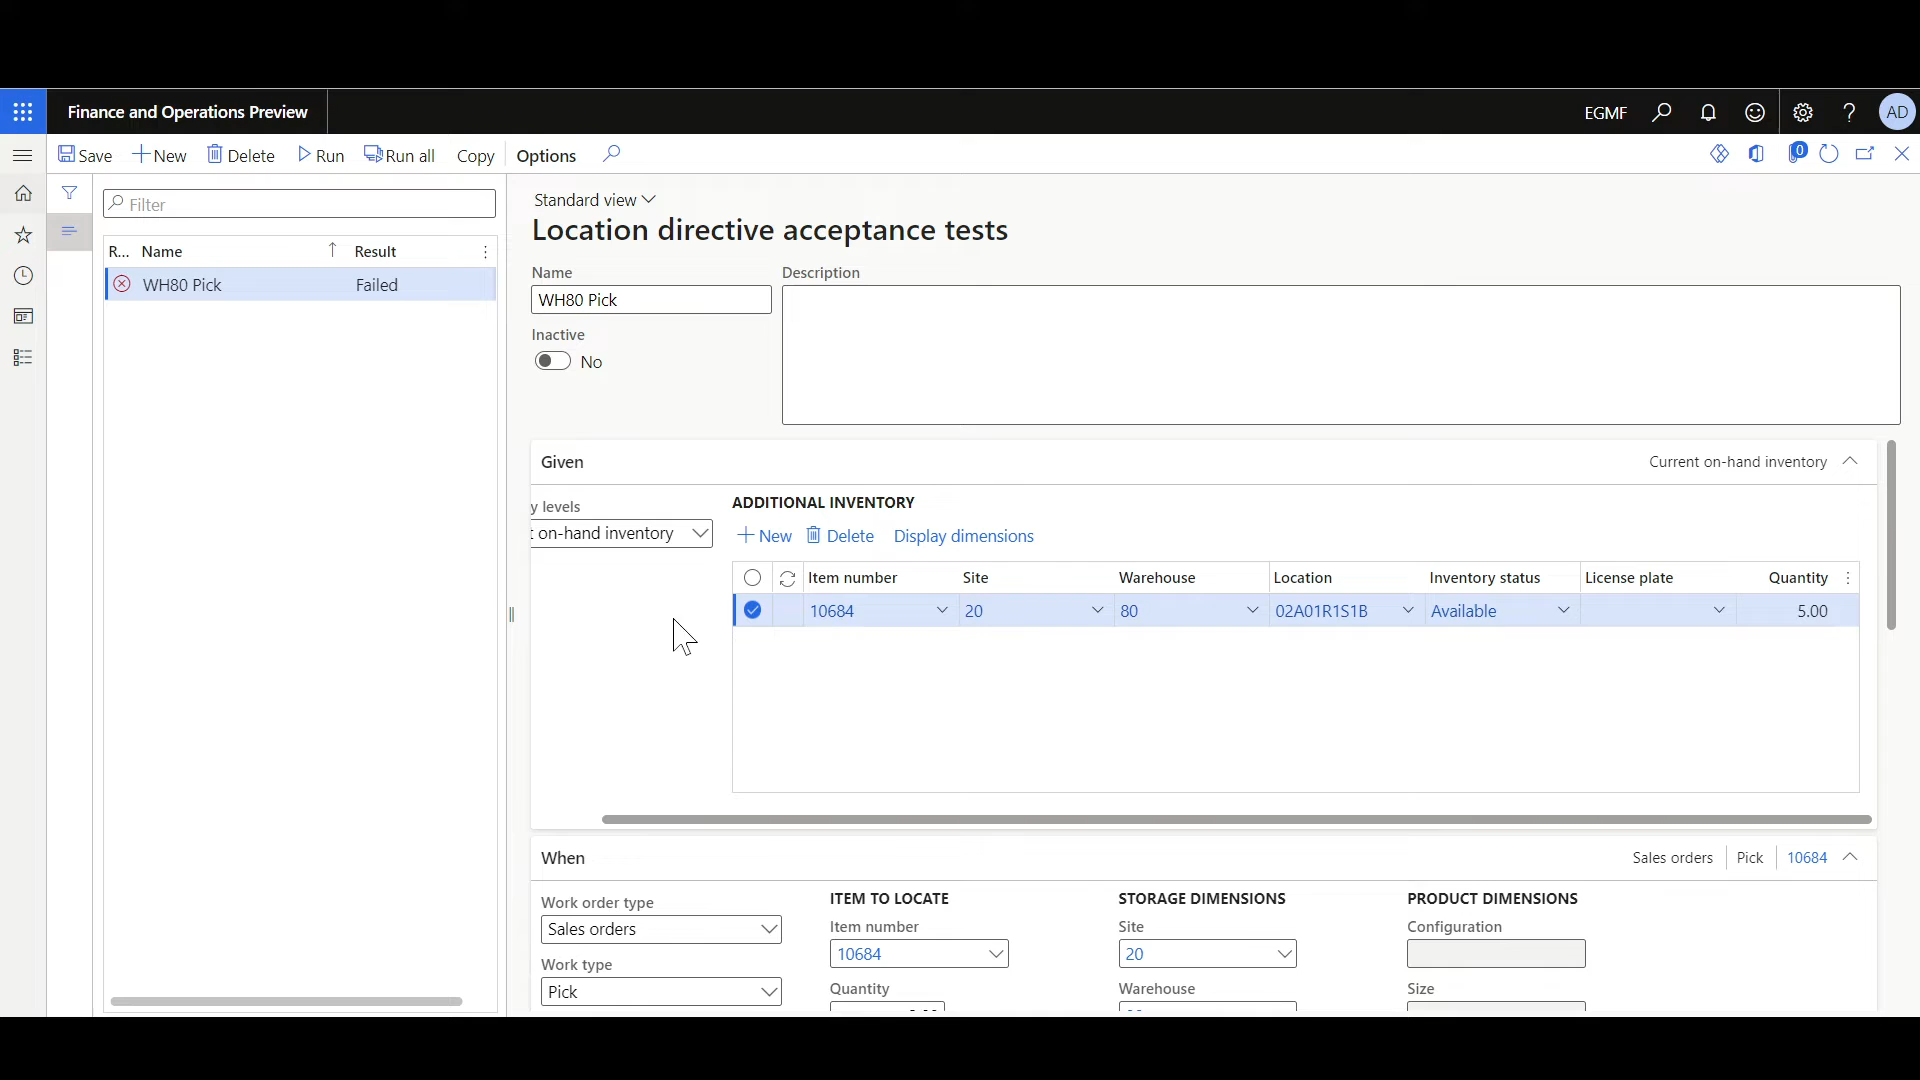 Finance and Operations Preview
EGMF
AD
Save New Delete Run Run all Copy Options
0
Filter
R... Name Result
WH80 Pick Failed
Standard view
Location directive acceptance tests
Name Description
WH80 Pick
Inactive
No
Given Current on-hand inventory
y levels
on-hand inventory
ADDITIONAL INVENTORY
New Delete Display dimensions
Item number Site Warehouse Location Inventory status License plate Quantity
10684 20 80 02A01R1S1B Available 5.00
When Sales orders Pick 10684
Work order type
Sales orders
Work type
Pick
ITEM TO LOCATE
Item number
10684
Quantity
STORAGE DIMENSIONS
Site
20
Warehouse
PRODUCT DIMENSIONS
Configuration
Size